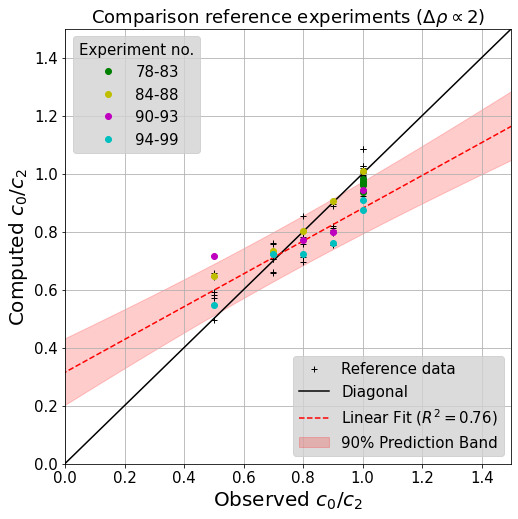 Comparison reference experiments (Δρ ∝ 2)
Computed c₀/c₂
1.4
1.2
1.0
0.8
0.6
0.4
0.2
0.0
Experiment no.
78-83
84-88
90-93
94-99
Reference data
Diagonal
Linear Fit (R² = 0.76)
90% Prediction Band
0.0 0.2 0.4 0.6 0.8 1.0 1.2 1.4
Observed c₀/c₂